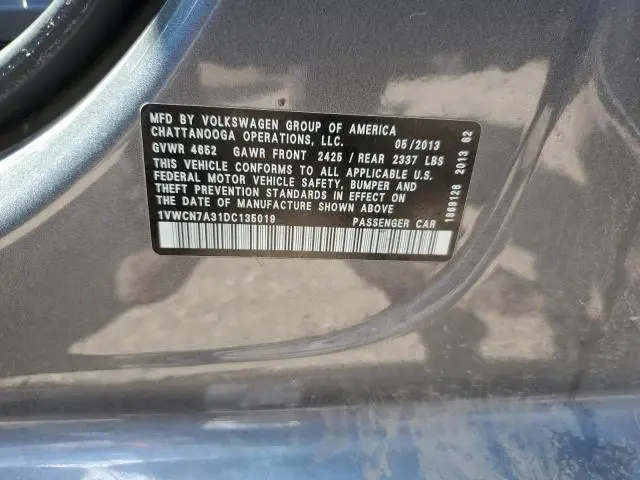 MFD BY VOLKSWAGEN GROUP OF AMERICA
CHATTANOOGA OPERATIONS, LLC. 05/2013
GVWR 4652 GAWR FRONT 2425 / REAR 2337 LBS
THIS VEHICLE CONFORMS TO ALL APPLICABLE U.S.
FEDERAL MOTOR VEHICLE SAFETY, BUMPER AND
THEFT PREVENTION STANDARDS IN EFFECT ON
THE DATE OF MANUFACTURE SHOWN ABOVE
1VWCN7A31DC135019 PASSENGER CAR
1869126 2013 62